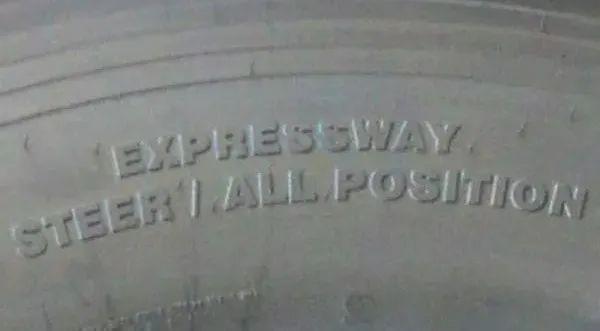 EXPRESSWAY
STEER / ALL POSITION